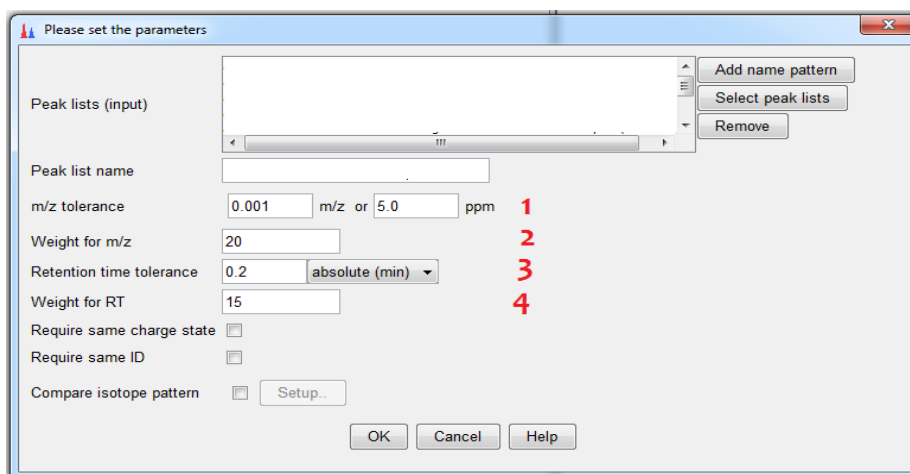 Please set the parameters
Peak lists (input)
Add name pattern
Select peak lists
Remove
Peak list name
m/z tolerance 0.001 m/z or 5.0 ppm 1
Weight for m/z 20 2
Retention time tolerance 0.2 absolute (min) 3
Weight for RT 15 4
Require same charge state
Require same ID
Compare isotope pattern Setup..
OK Cancel Help